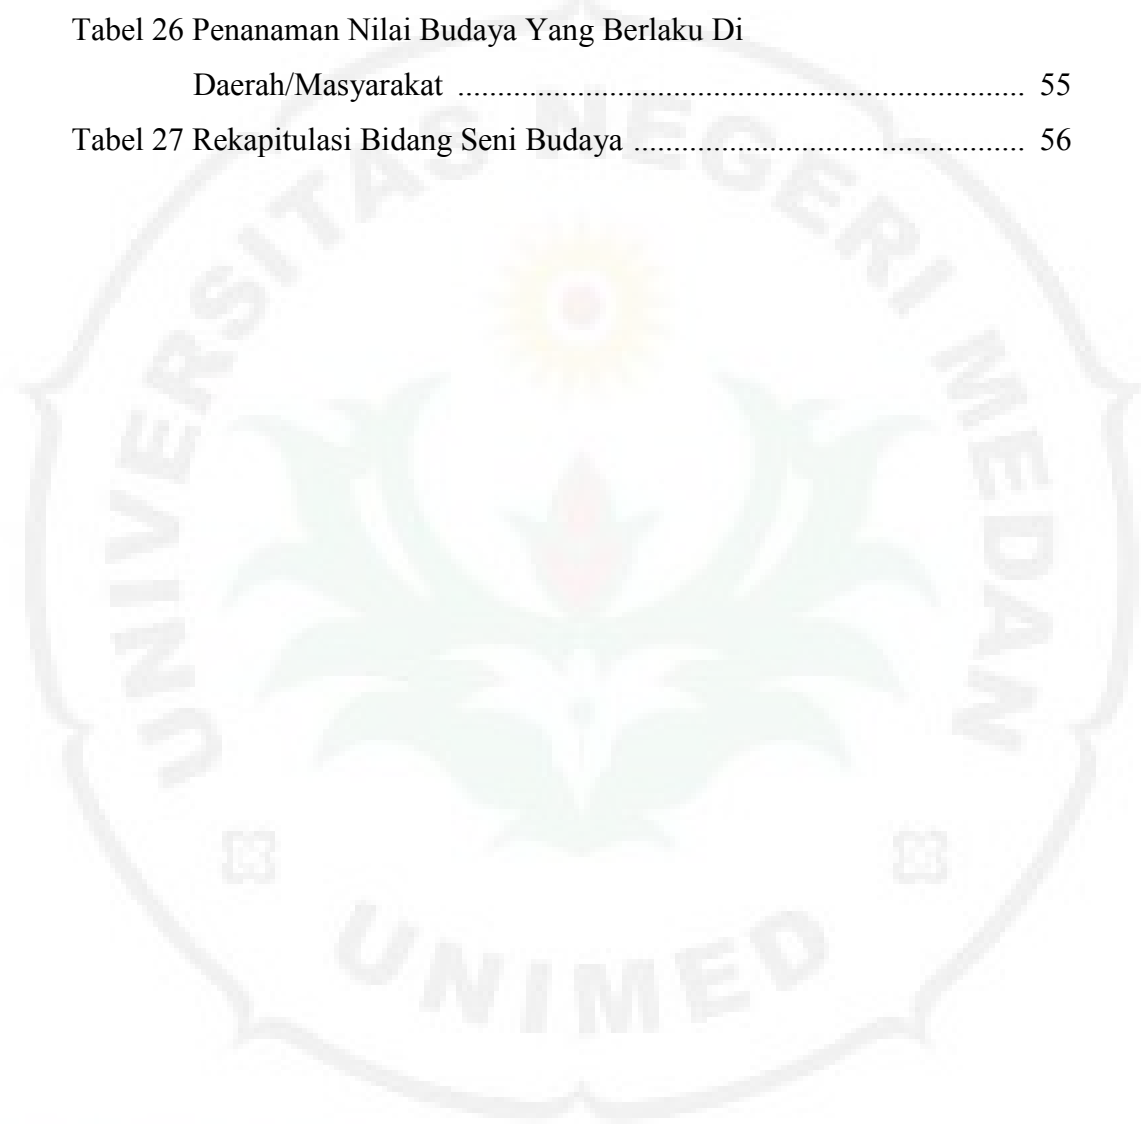 Tabel 26 Penanaman Nilai Budaya Yang Berlaku Di
Daerah/Masyarakat ....................................................................... 55
Tabel 27 Rekapitulasi Bidang Seni Budaya ................................................. 56
UNIVERSITAS NEGERI MEDAN
UNIMED